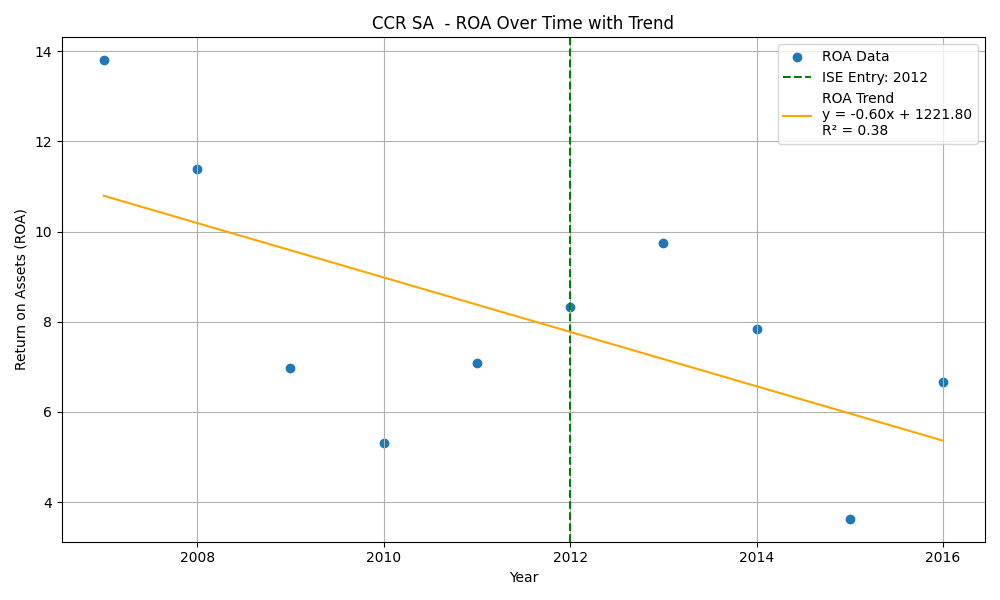 CCR SA  - ROA Over Time with Trend
ROA Data
ISE Entry: 2012
ROA Trend
y = -0.60x + 1221.80
R² = 0.38
Return on Assets (ROA)
14
12
10
8
6
4
2008
2010
2012
2014
2016
Year